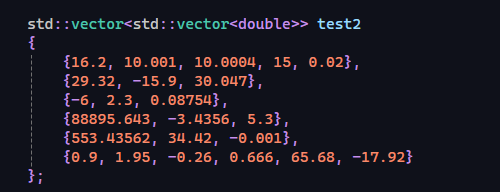 std::vector<std::vector<double>> test2
{
{16.2, 10.001, 10.0004, 15, 0.02},
{29.32, -15.9, 30.047},
{-6, 2.3, 0.08754},
{88895.643, -3.4356, 5.3},
{553.43562, 34.42, -0.001},
{0.9, 1.95, -0.26, 0.666, 65.68, -17.92}
};